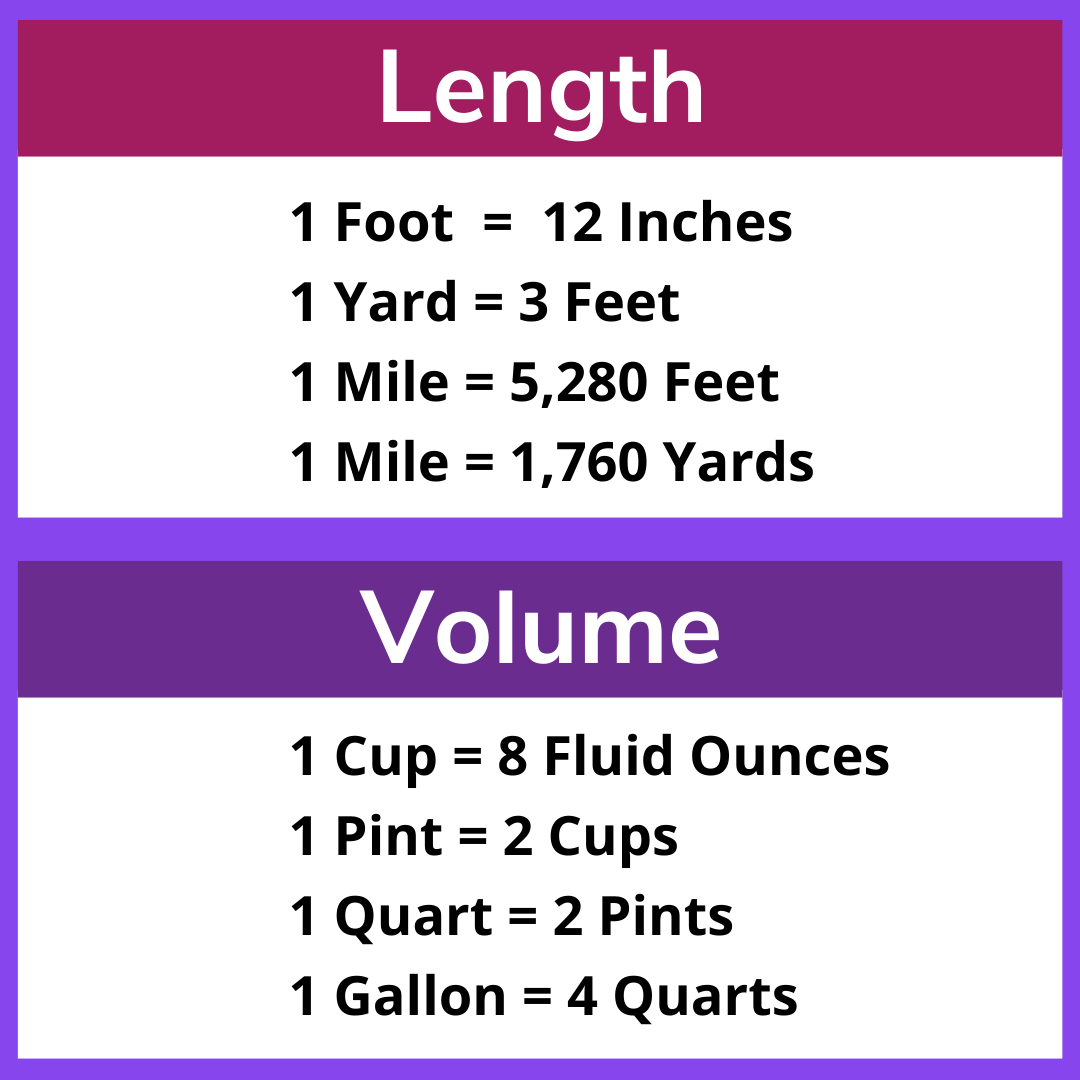 Length
1 Foot = 12 Inches
1 Yard = 3 Feet
1 Mile = 5,280 Feet
1 Mile = 1,760 Yards
Volume
1 Cup = 8 Fluid Ounces
1 Pint = 2 Cups
1 Quart = 2 Pints
1 Gallon = 4 Quarts